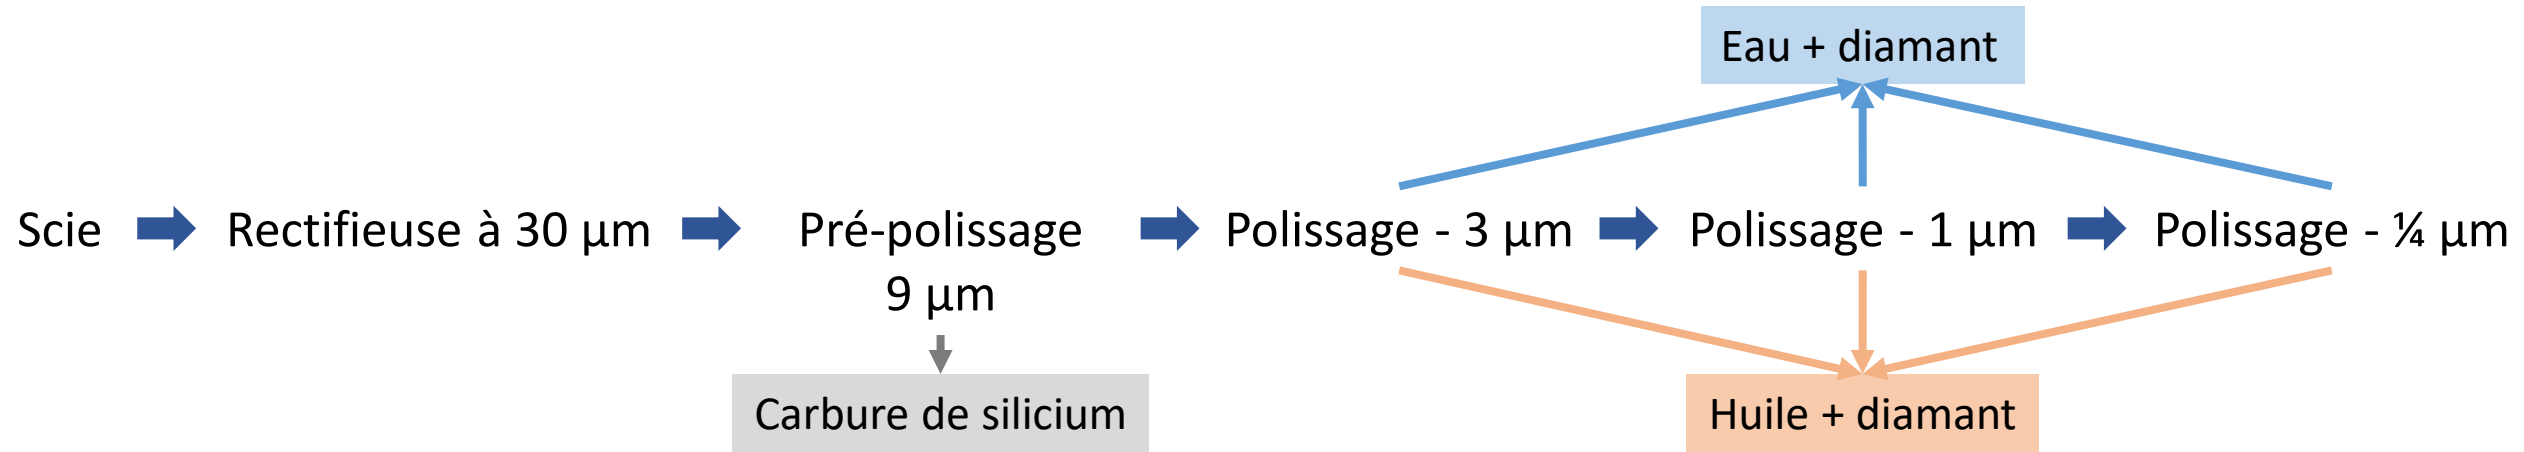 Eau + diamant
Scie
Rectifieuse à 30 µm
Pré-polissage
9 µm
Polissage - 3 µm
Polissage - 1 µm
Polissage - ¼ µm
Carbure de silicium
Huile + diamant